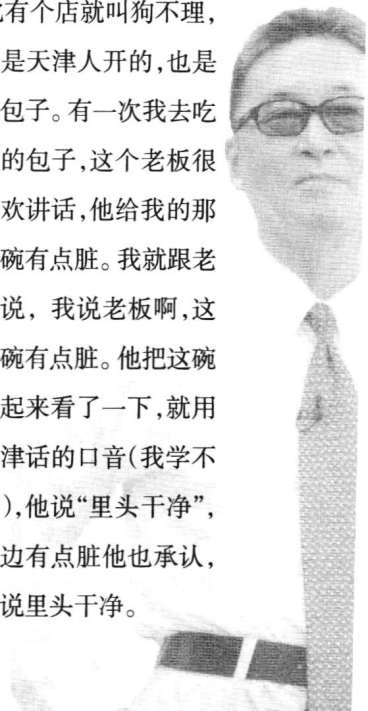 有个店就叫狗不理,
是天津人开的,也是
包子。有一次我去吃
的包子,这个老板很
欢讲话,他给我的那
碗有点脏。我就跟老
说,我说老板啊,这
碗有点脏。他把这碗
起来看了一下,就用
津话的口音(我学不
),他说“里头干净”,
边有点脏他也承认,
说里头干净。